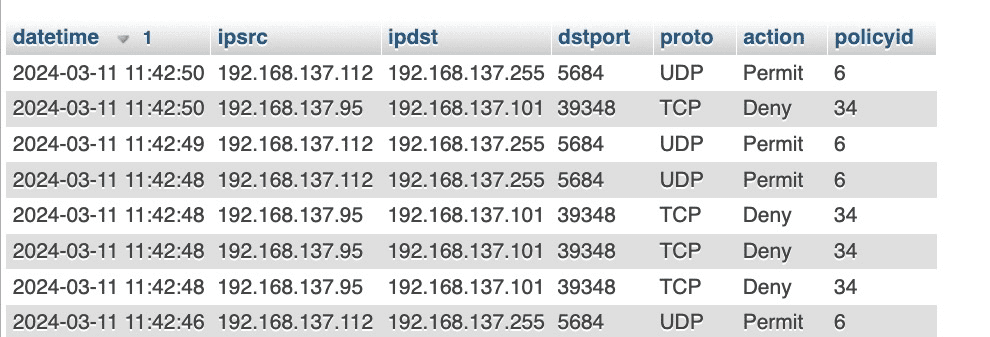 datetime 1 ipsrc ipdst dstport proto action policyid
2024-03-11 11:42:50 192.168.137.112 192.168.137.255 5684 UDP Permit 6
2024-03-11 11:42:50 192.168.137.95 192.168.137.101 39348 TCP Deny 34
2024-03-11 11:42:49 192.168.137.112 192.168.137.255 5684 UDP Permit 6
2024-03-11 11:42:48 192.168.137.112 192.168.137.255 5684 UDP Permit 6
2024-03-11 11:42:48 192.168.137.95 192.168.137.101 39348 TCP Deny 34
2024-03-11 11:42:48 192.168.137.95 192.168.137.101 39348 TCP Deny 34
2024-03-11 11:42:48 192.168.137.95 192.168.137.101 39348 TCP Deny 34
2024-03-11 11:42:46 192.168.137.112 192.168.137.255 5684 UDP Permit 6